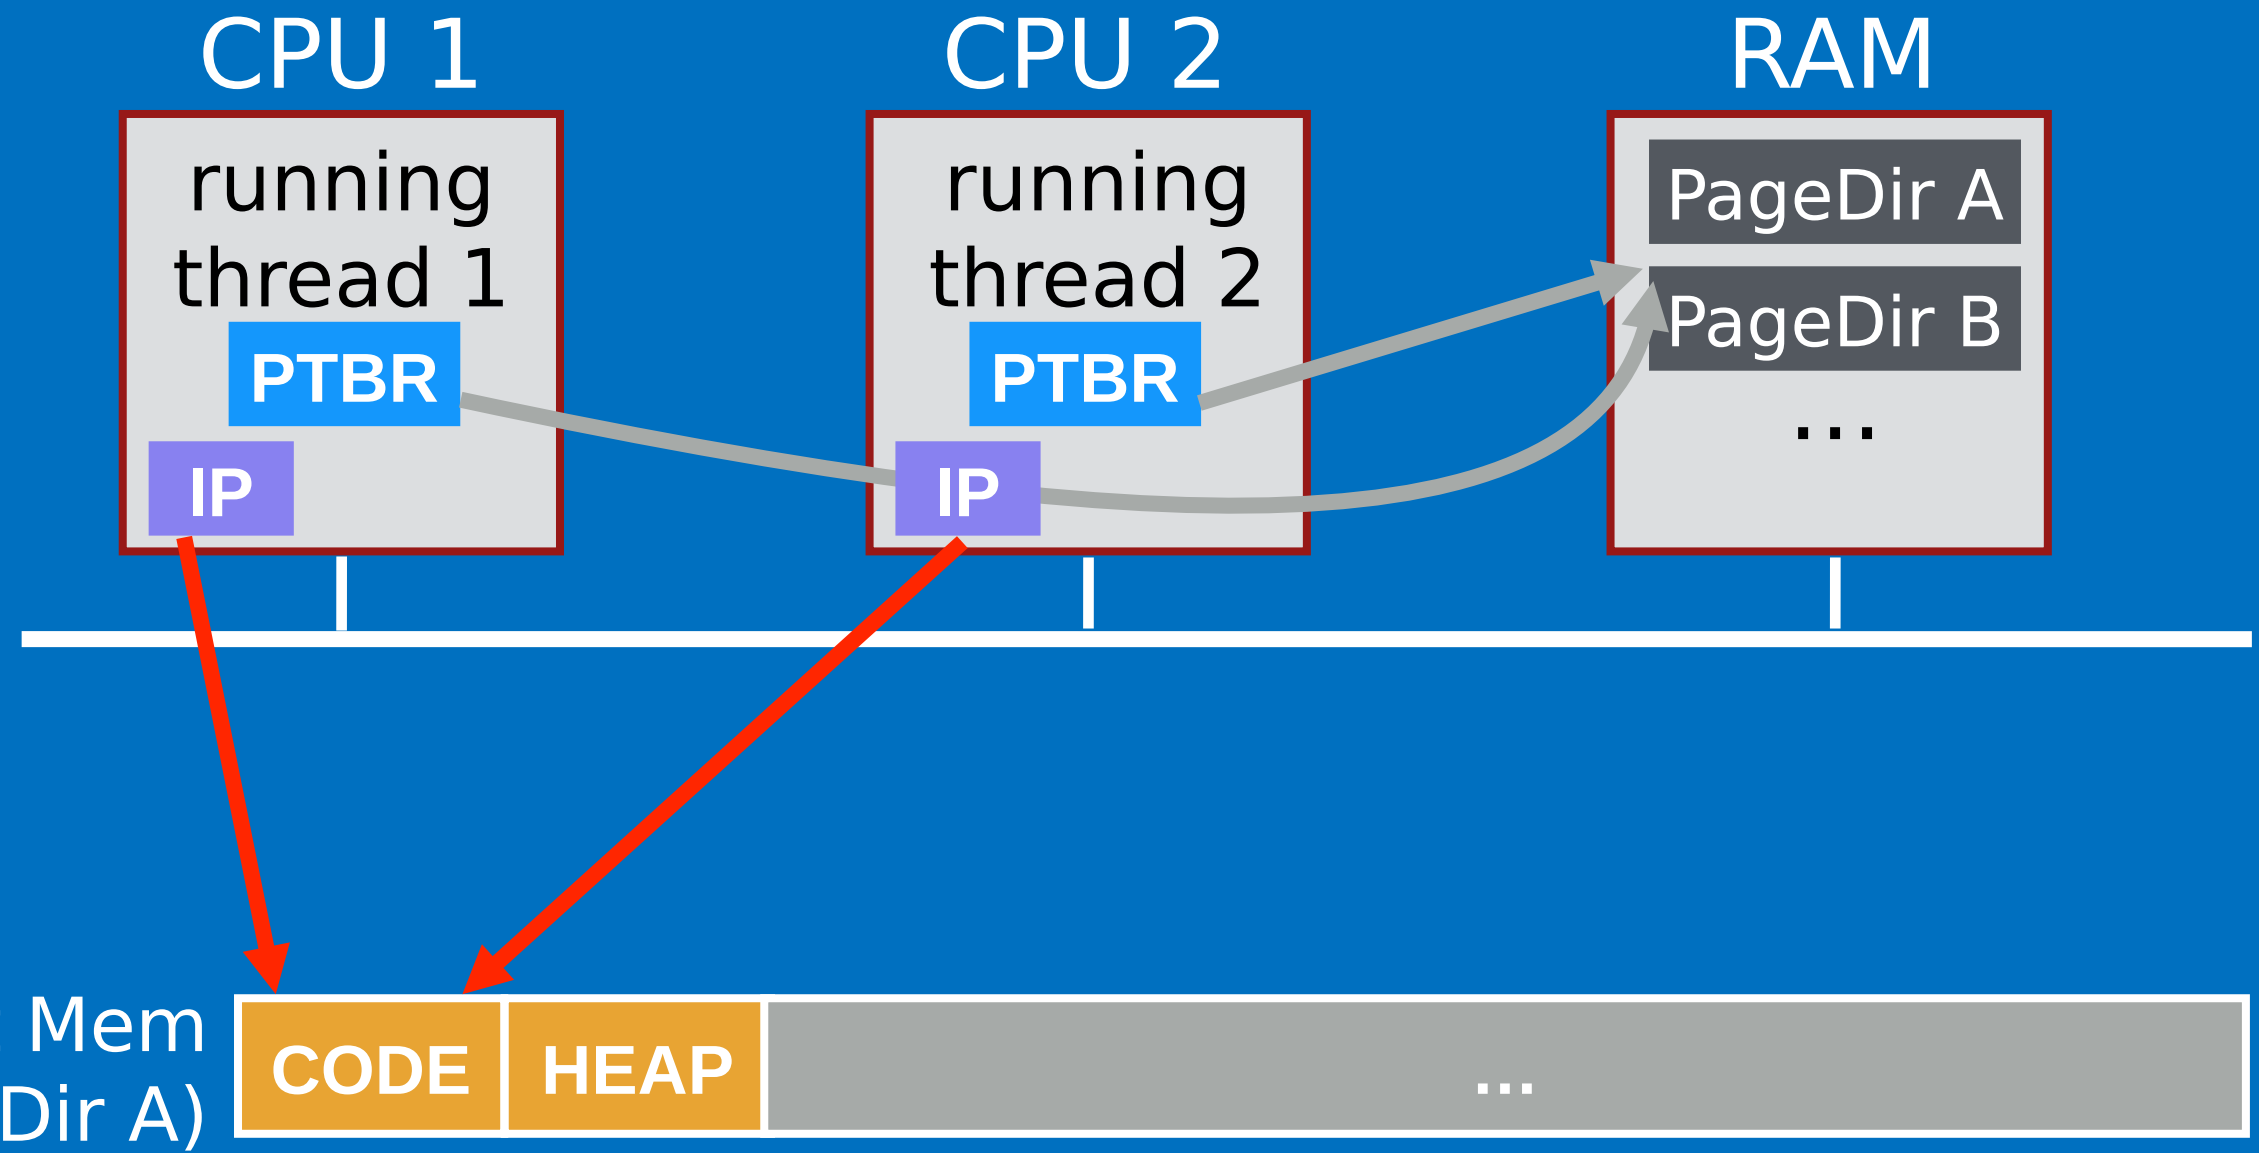 CPU 1
CPU 2
RAM
running
thread 1
PTBR
IP
running
thread 2
PTBR
IP
PageDir A
PageDir B
...
Mem
Dir A)
CODE
HEAP
...